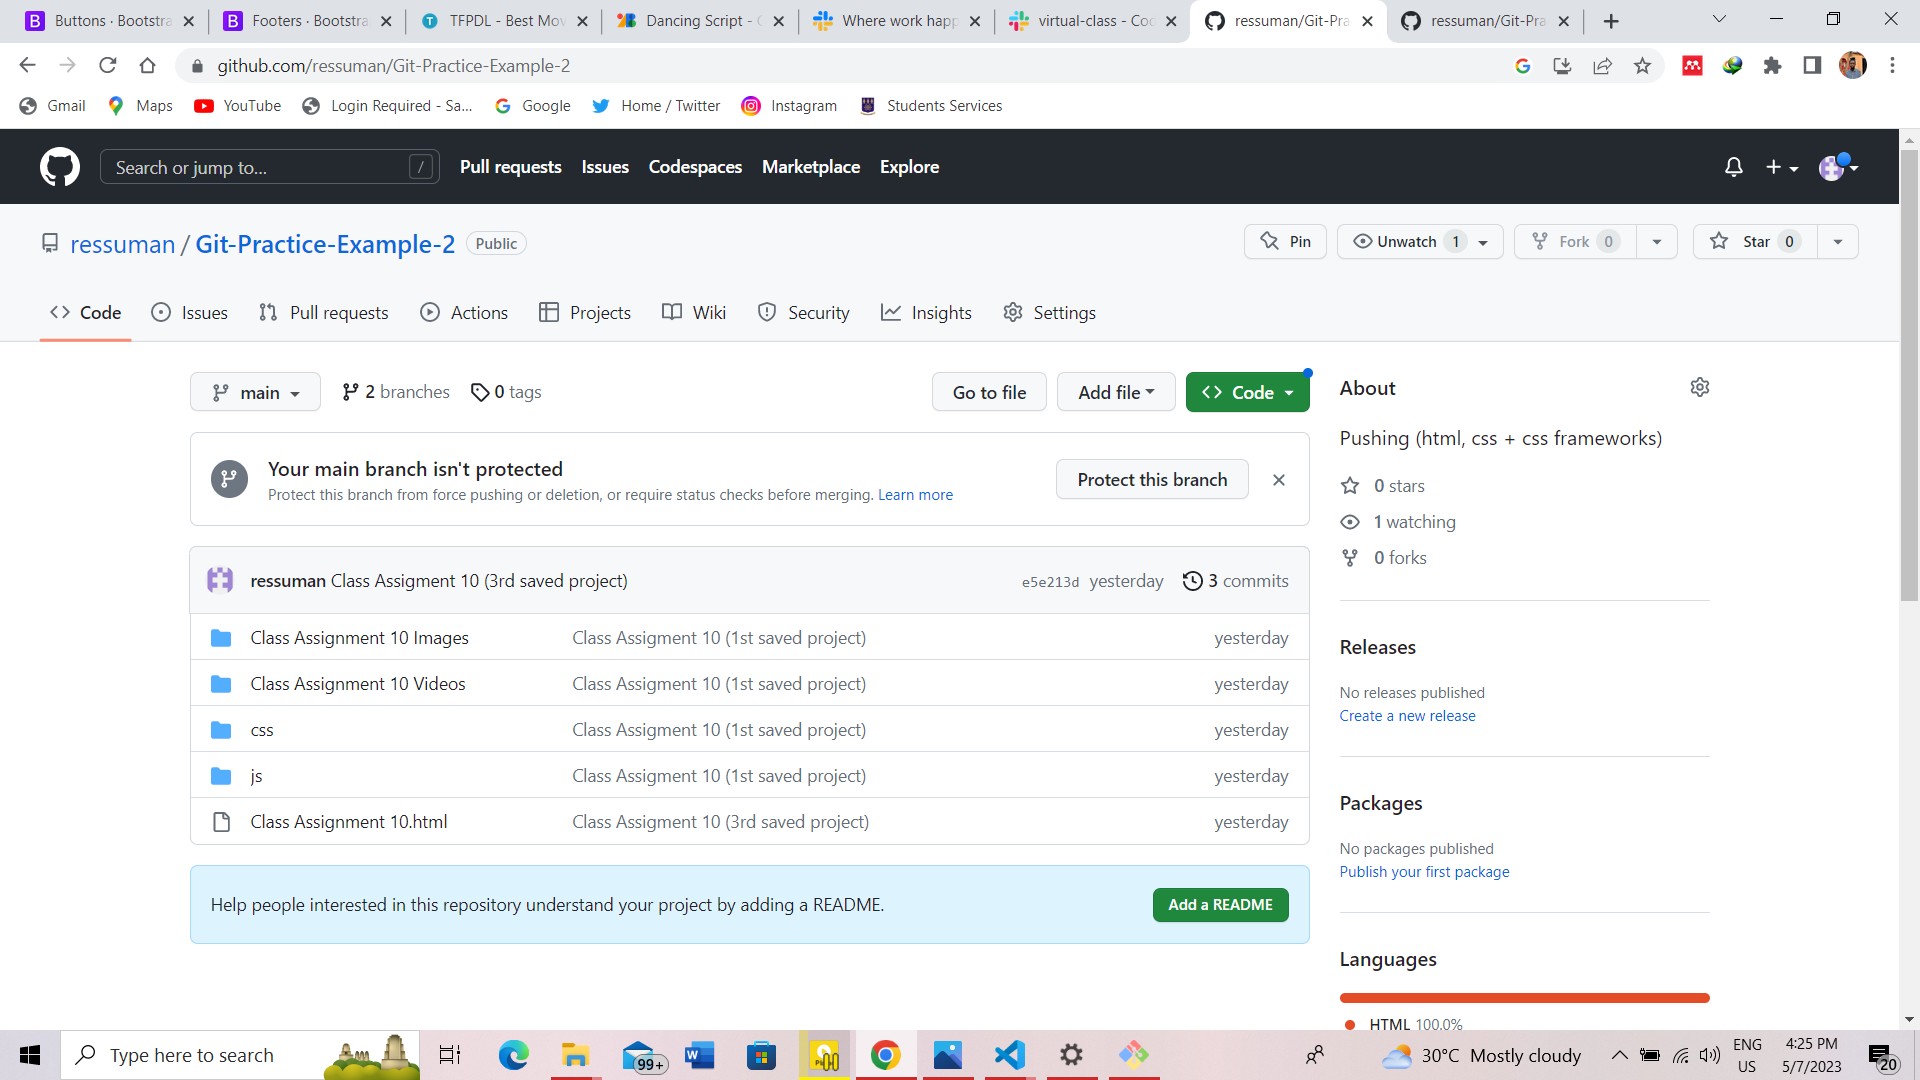 Buttons · Bootstra
Footers · Bootstra
TFPDL - Best Mov
Dancing Script - G
Where work happ
virtual-class - Cod
ressuman/Git-Pra
ressuman/Git-Pra
github.com/ressuman/Git-Practice-Example-2
Gmail
Maps
YouTube
Login Required - Sa...
Google
Home / Twitter
Instagram
Students Services
Search or jump to...
/
Pull requests
Issues
Codespaces
Marketplace
Explore
ressuman / Git-Practice-Example-2
Public
Pin
Unwatch 1
Fork 0
Star 0
Code
Issues
Pull requests
Actions
Projects
Wiki
Security
Insights
Settings
main
2 branches
0 tags
Go to file
Add file
Code
Your main branch isn't protected
Protect this branch from force pushing or deletion, or require status checks before merging. Learn more
Protect this branch
ressuman Class Assigment 10 (3rd saved project)
e5e213d yesterday
3 commits
Class Assignment 10 Images
Class Assigment 10 (1st saved project)
yesterday
Class Assignment 10 Videos
Class Assigment 10 (1st saved project)
yesterday
css
Class Assigment 10 (1st saved project)
yesterday
js
Class Assigment 10 (1st saved project)
yesterday
Class Assignment 10.html
Class Assigment 10 (3rd saved project)
yesterday
Help people interested in this repository understand your project by adding a README.
Add a README
About
Pushing (html, css + css frameworks)
0 stars
1 watching
0 forks
Releases
No releases published
Create a new release
Packages
No packages published
Publish your first package
Languages
HTML 100.0%
Type here to search
99+
30°C Mostly cloudy
ENG
US
4:25 PM
5/7/2023
20